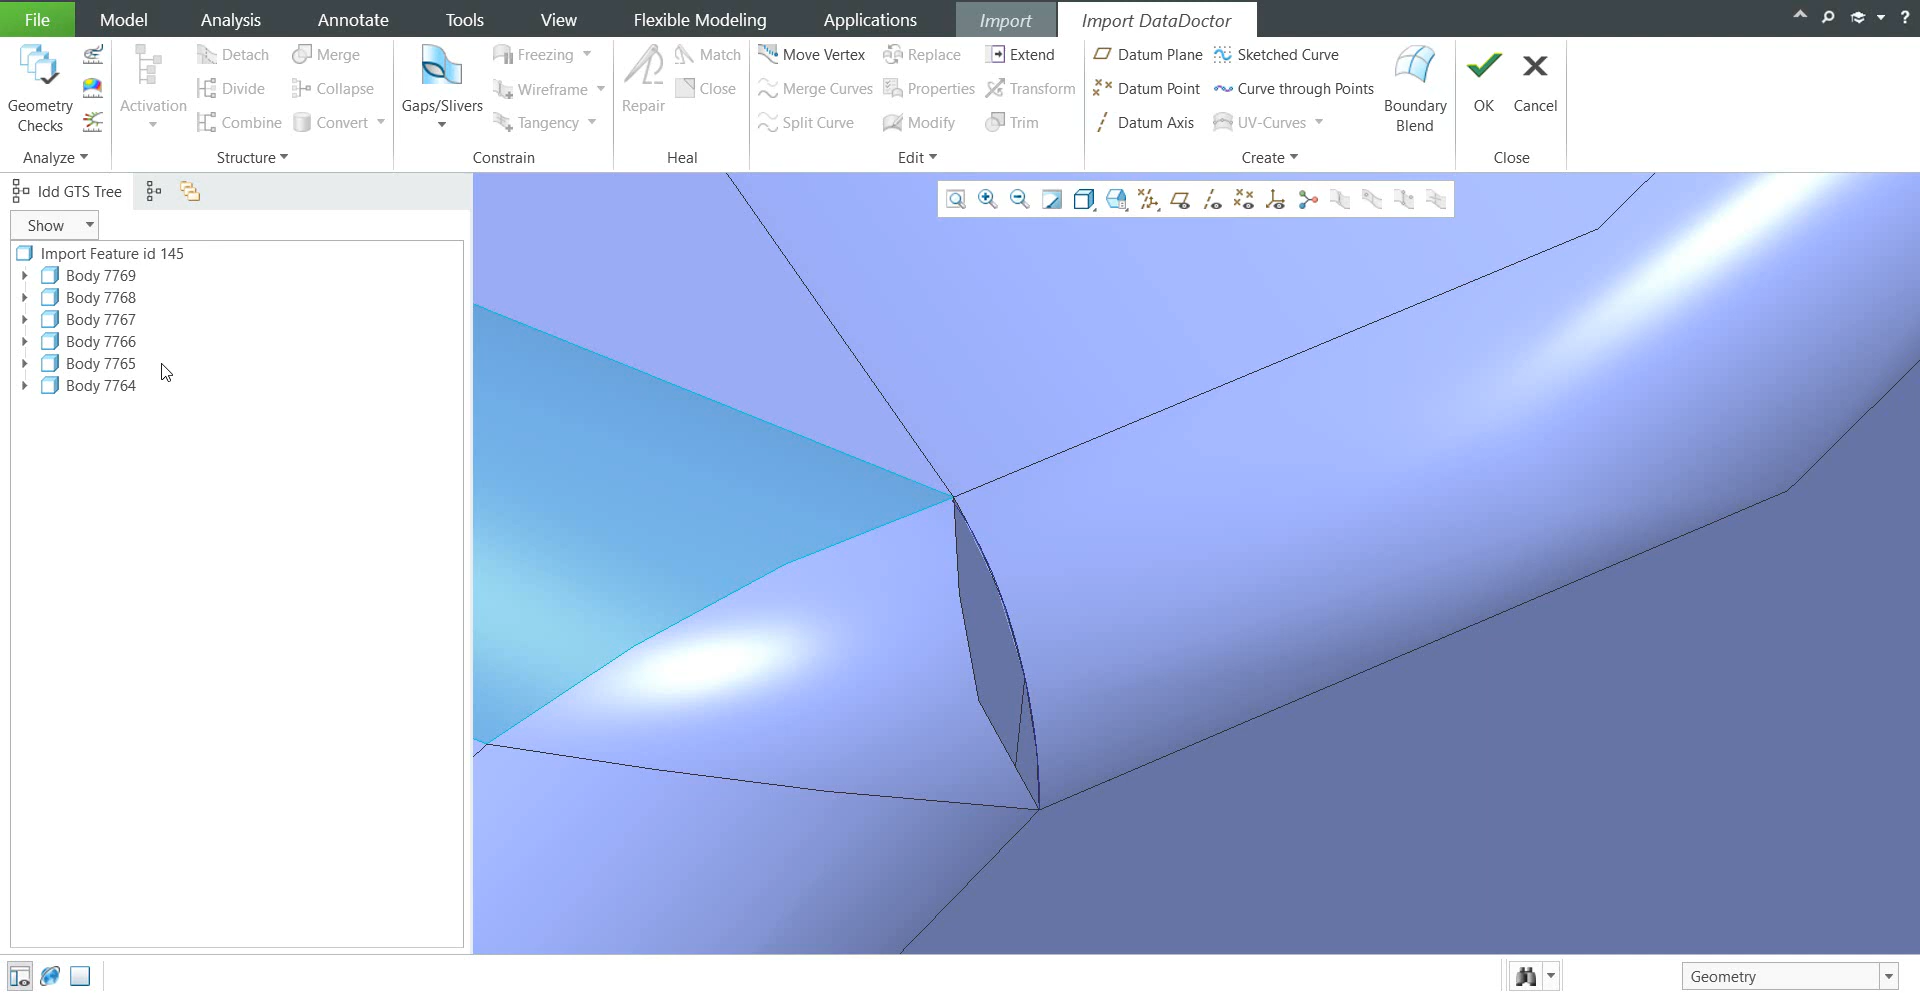 File Model Analysis Annotate Tools View Flexible Modeling Applications Import Import DataDoctor ?
Geometry Checks
Analyze
Activation
Detach Merge
Divide Collapse
Combine Convert
Structure
Gaps/Slivers
Freezing
Wireframe
Tangency
Constrain
Repair
Match
Close
Heal
Move Vertex Replace Extend
Merge Curves Properties Transform
Split Curve Modify Trim
Edit
Datum Plane Sketched Curve
Datum Point Curve through Points
Datum Axis UV-Curves
Boundary Blend
Create
OK Cancel
Close
Idd GTS Tree
Show
Import Feature id 145
Body 7769
Body 7768
Body 7767
Body 7766
Body 7765
Body 7764
Geometry